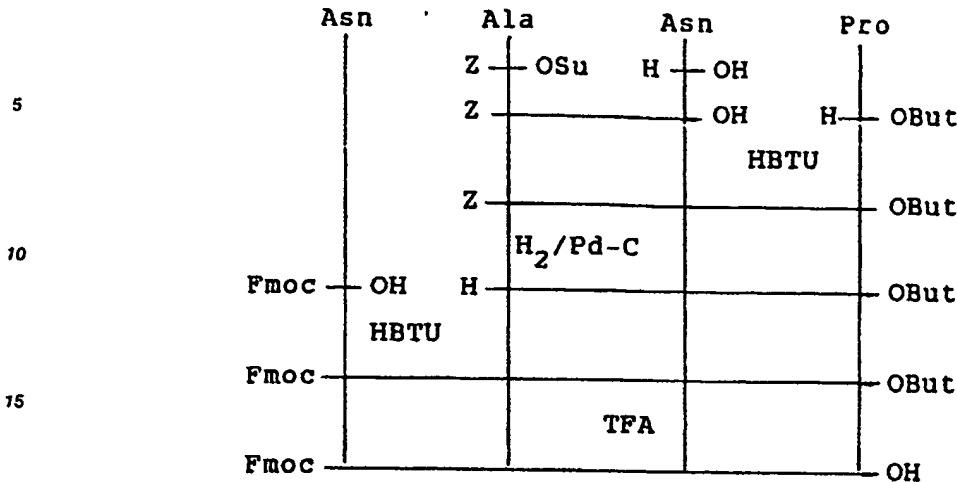 Asn Ala Asn Pro
Z OSu H OH
5
Z OH H OBut
HBTU
Z OBut
10
H2/Pd-C
Fmoc OH H OBut
HBTU
Fmoc OBut
15
TFA
Fmoc OH